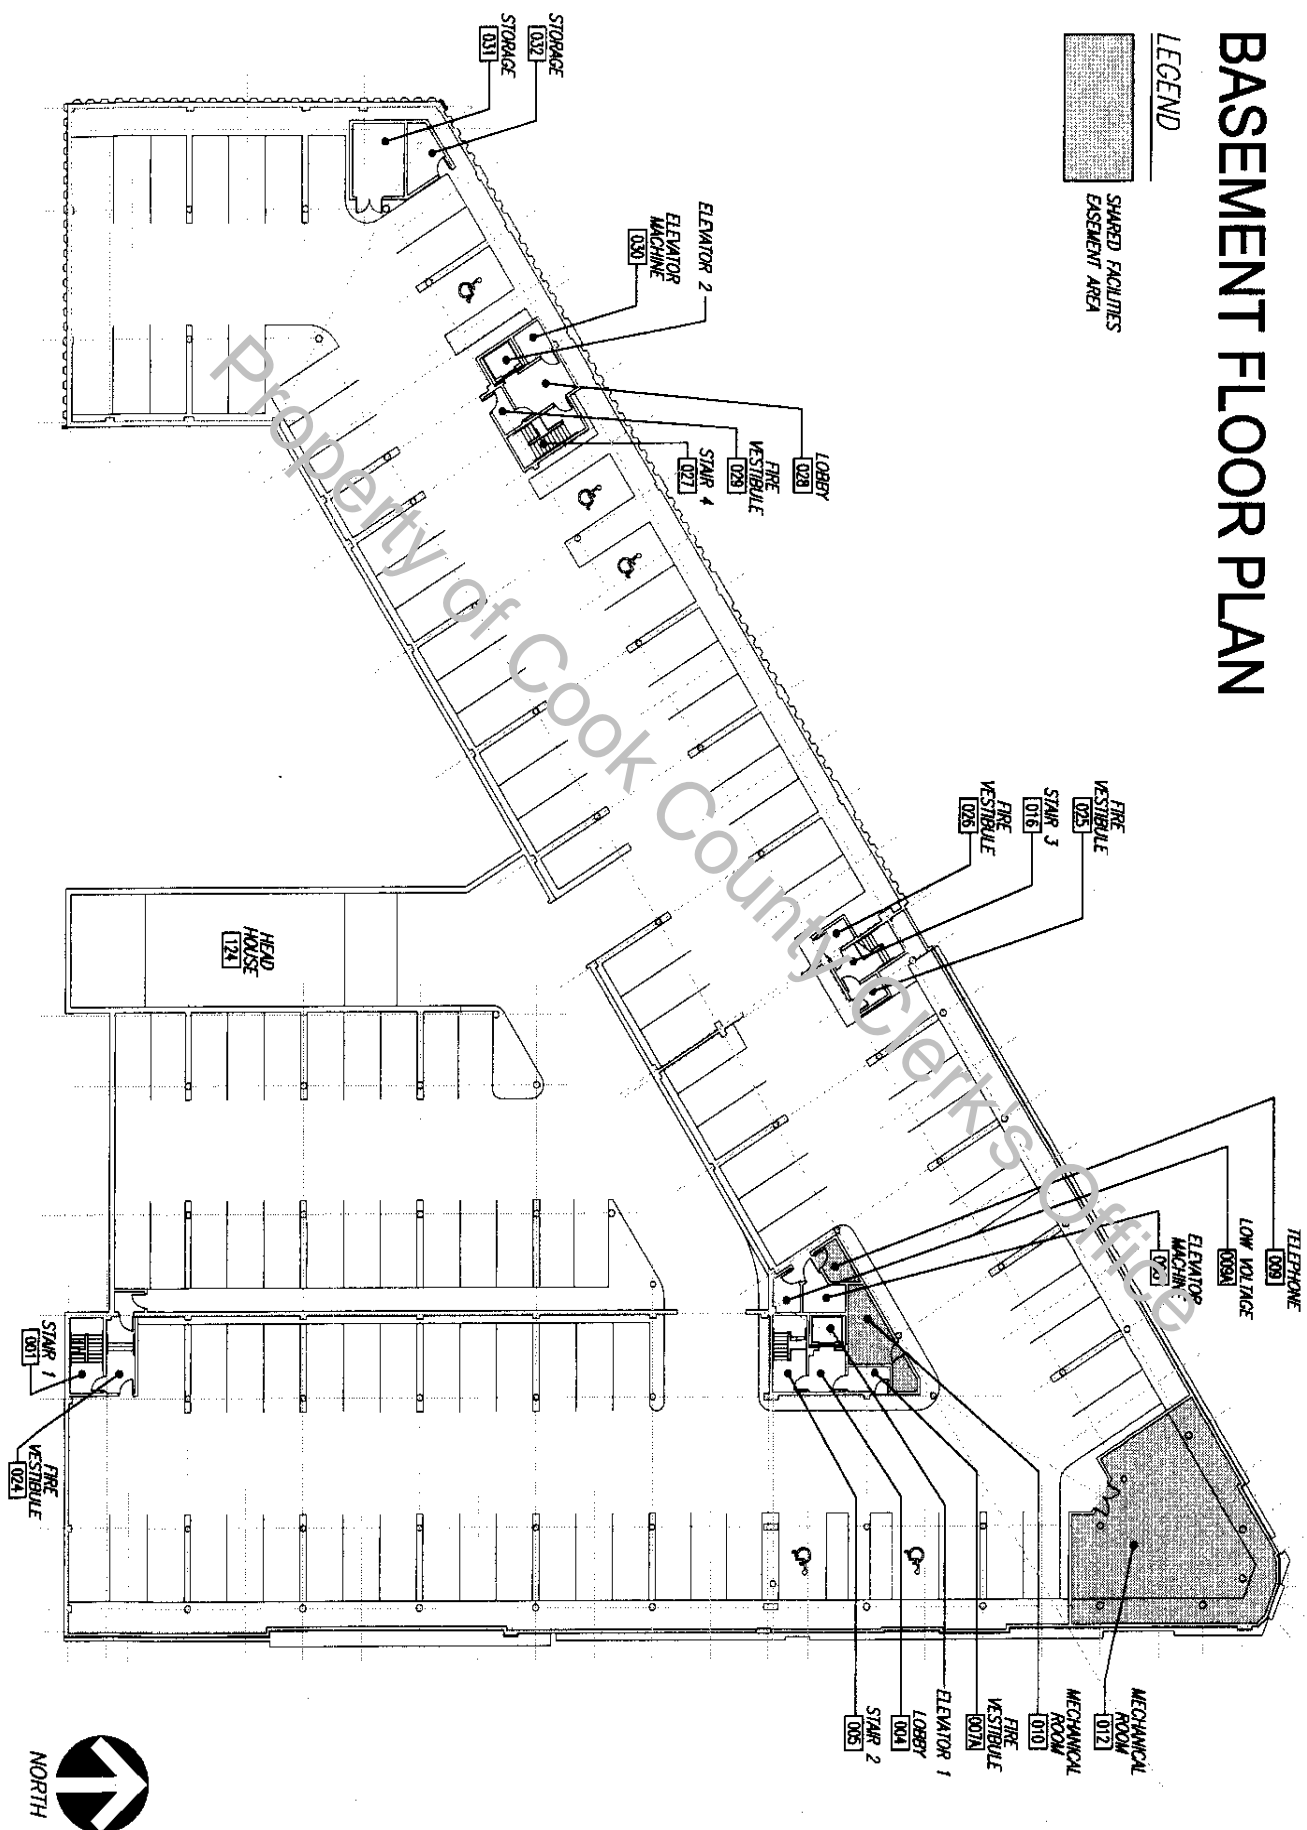 BASEMENT FLOOR PLAN
LEGEND
SHARED FACILITIES
EASEMENT AREA
STORAGE
032
STORAGE
031
ELEVATOR 2
ELEVATOR
MACHINE
030
LOBBY
028
FIRE
VESTIBULE
029
STAIR 4
027
FIRE
VESTIBULE
025
STAIR 3
016
FIRE
VESTIBULE
026
TELEPHONE
009
LOW VOLTAGE
009A
ELEVATOR
MACHINE
HEAD
HOUSE
124
STAIR 1
001
FIRE
VESTIBULE
024
MECHANICAL
ROOM
012
MECHANICAL
ROOM
010
FIRE
VESTIBULE
007A
ELEVATOR 1
LOBBY
004
STAIR 2
005
NORTH
Property of Cook County Clerk's Office